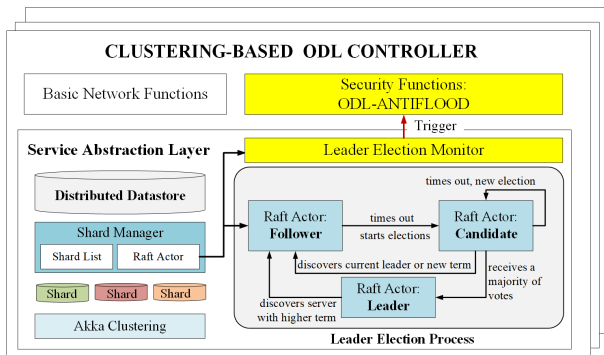 CLUSTERING-BASED ODL CONTROLLER
Basic Network Functions
Security Functions:
ODL-ANTIFLOOD
Trigger
Service Abstraction Layer
Leader Election Monitor
Distributed Datastore
Shard Manager
Shard List
Raft Actor
Shard
Shard
Shard
Akka Clustering
times out, new election
Raft Actor:
Follower
times out
starts elections
Raft Actor:
Candidate
discovers current leader or new term
receives a
majority of
votes
Raft Actor:
Leader
discovers server
with higher term
Leader Election Process